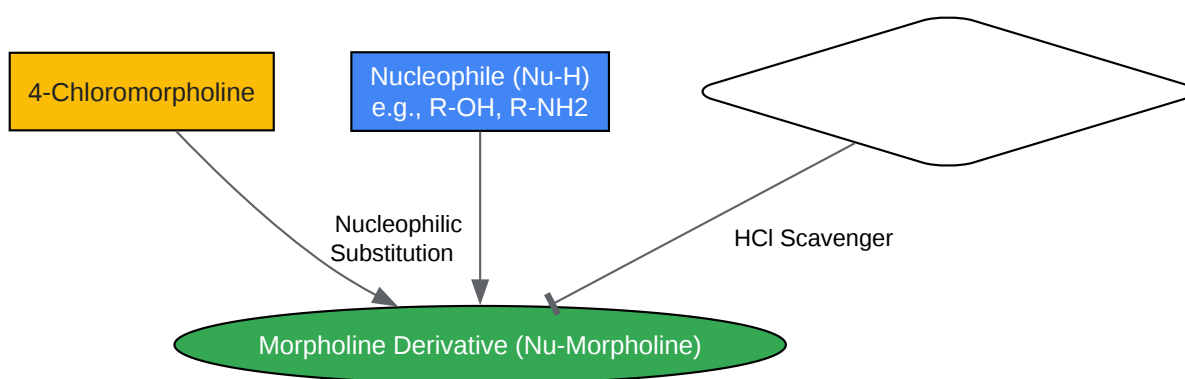 4-Chloromorpholine
Nucleophile (Nu-H)
e.g., R-OH, R-NH2
Nucleophilic
Substitution
HCl Scavenger
Morpholine Derivative (Nu-Morpholine)